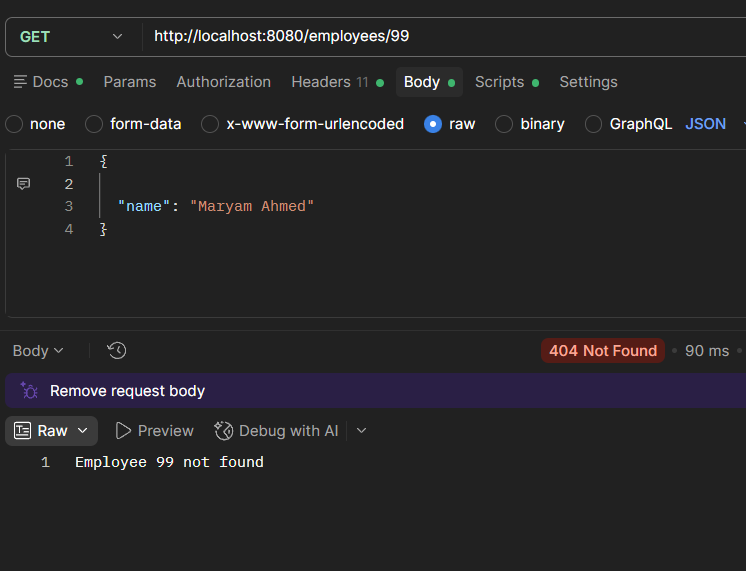 GET http://localhost:8080/employees/99
Docs Params Authorization Headers 11 Body Scripts Settings
none form-data x-www-form-urlencoded raw binary GraphQL JSON
1 {
2
3 "name": "Maryam Ahmed"
4 }
Body 404 Not Found • 90 ms •
Remove request body
Raw Preview Debug with AI
1 Employee 99 not found